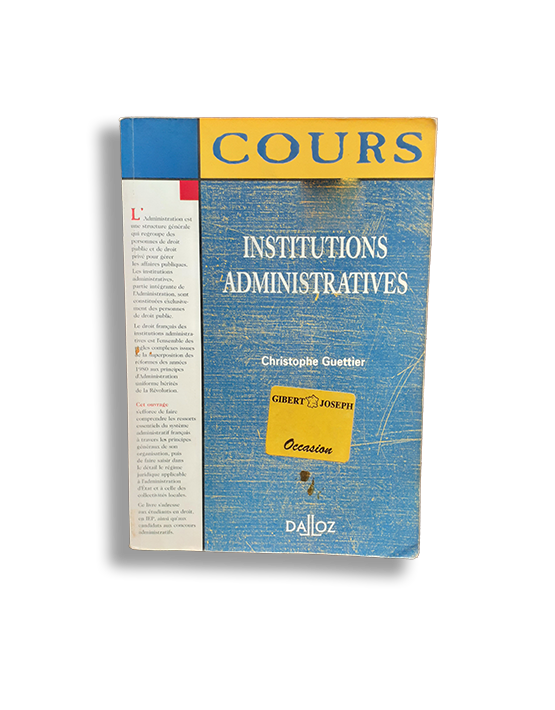 COURS
L'Administration est
une structure générale
qui regroupe des
personnes de droit
public et de droit
privé pour gérer
les affaires publiques.
Les institutions
administratives,
partie intégrante de
l'Administration, sont
constituées exclusive-
ment des personnes
de droit public.
Le droit français des
institutions administra-
tives est l'ensemble des
règles complexes issues
de la superposition des
réformes des années
1980 aux principes
d'Administration
uniforme hérités
de la Révolution.
Cet ouvrage
s'efforce de faire
comprendre les ressorts
essentiels du système
administratif français
à travers les principes
généraux de son
organisation, puis
de faire saisir dans
le détail le régime
juridique applicable
à l'administration
d'État et à celle des
collectivités locales.
Ce livre s'adresse
aux étudiants en droit,
en IEP, ainsi qu'aux
candidats aux concours
administratifs.
INSTITUTIONS
ADMINISTRATIVES
Christophe Guettier
GIBERT JOSEPH
Occasion
DALLOZ